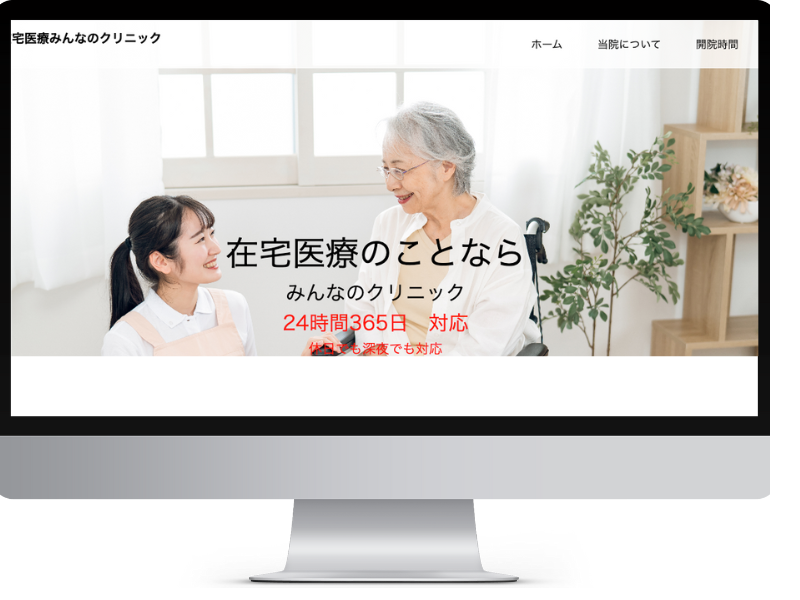 宅医療みんなのクリニック
ホーム 当院について 開院時間
在宅医療のことなら
みんなのクリニック
24時間365日 対応
休日でも深夜でも対応